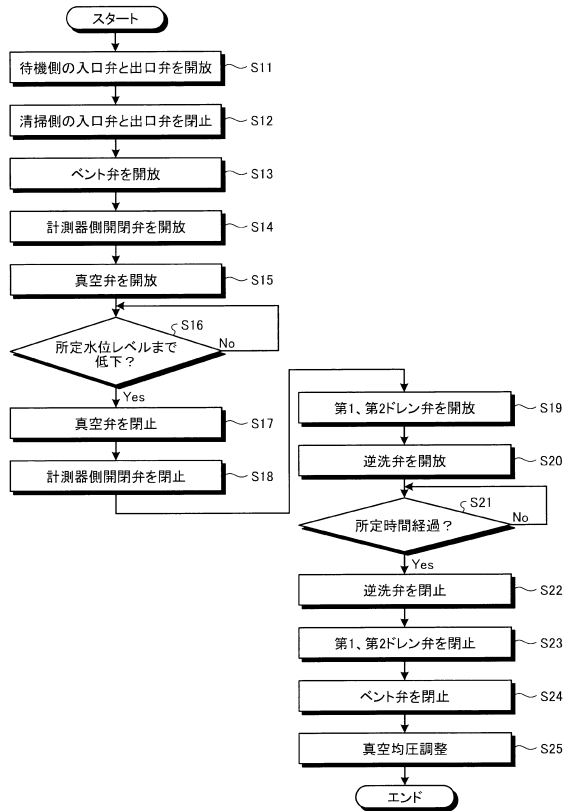 スタート
待機側の入口弁と出口弁を開放
S11
清掃側の入口弁と出口弁を閉止
S12
ベント弁を開放
S13
計測器側開閉弁を開放
S14
真空弁を開放
S15
S16
所定水位レベルまで
低下？
No
Yes
真空弁を閉止
S17
計測器側開閉弁を閉止
S18
第1、第2ドレン弁を開放
S19
逆洗弁を開放
S20
S21
所定時間経過？
No
Yes
逆洗弁を閉止
S22
第1、第2ドレン弁を閉止
S23
ベント弁を閉止
S24
真空均圧調整
S25
エンド